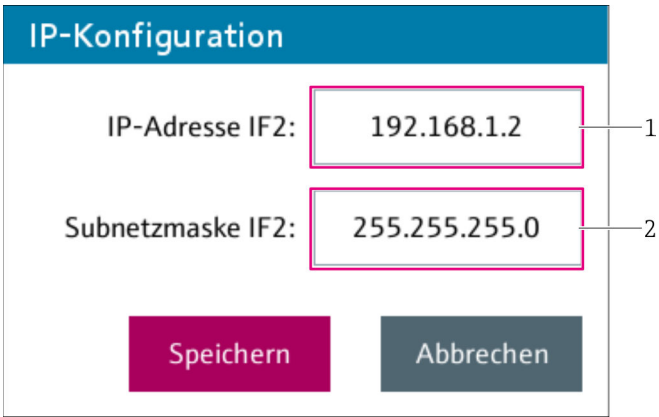 IP-Konfiguration
IP-Adresse IF2: 192.168.1.2 1
Subnetzmaske IF2: 255.255.255.0 2
Speichern Abbrechen